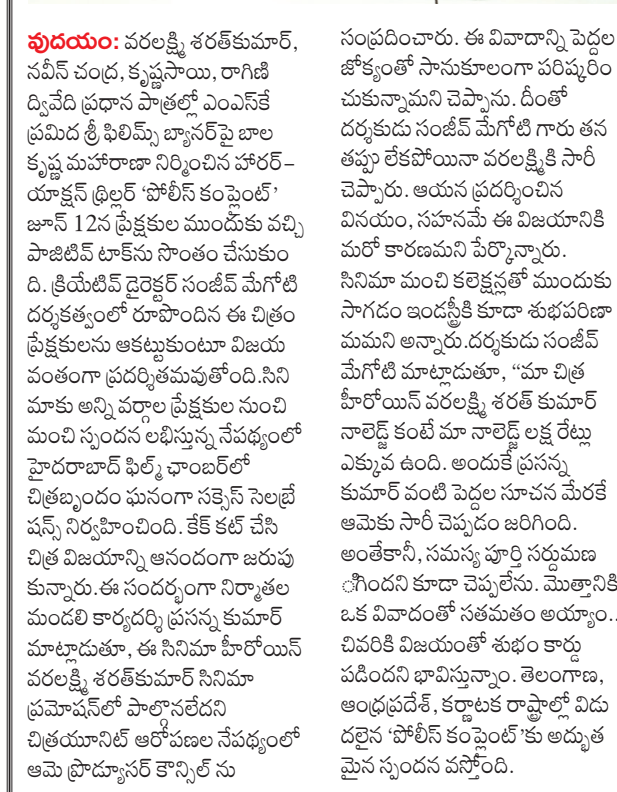 వుదయం: వరలక్ష్మి శరత్‌కుమార్,
నవీన్ చంద్ర, కృష్ణసాయి, రాగిణి
ద్వివేది ప్రధాన పాత్రల్లో ఎంఎస్‌కే
ప్రమిద శ్రీ ఫిలిమ్స్ బ్యానర్‌పై బాల
కృష్ణ మహారాణా నిర్మించిన హారర్–
యాక్షన్ థ్రిల్లర్ ‘పోలీస్ కంప్లైంట్’
జూన్ 12న ప్రేక్షకుల ముందుకు వచ్చి
పాజిటివ్ టాక్‌ను సొంతం చేసుకుం
ది. క్రియేటివ్ డైరెక్టర్ సంజీవ్ మేగోటి
దర్శకత్వంలో రూపొందిన ఈ చిత్రం
ప్రేక్షకులను ఆకట్టుకుంటూ విజయ
వంతంగా ప్రదర్శితమవుతోంది.సిని
మాకు అన్ని వర్గాల ప్రేక్షకుల నుంచి
మంచి స్పందన లభిస్తున్న నేపథ్యంలో
హైదరాబాద్ ఫిల్మ్ ఛాంబర్‌లో
చిత్రబృందం ఘనంగా సక్సెస్ సెలబ్రే
షన్స్ నిర్వహించింది. కేక్ కట్ చేసి
చిత్ర విజయాన్ని ఆనందంగా జరుపు
కున్నారు.ఈ సందర్భంగా నిర్మాతల
మండలి కార్యదర్శి ప్రసన్న కుమార్
మాట్లాడుతూ, ఈ సినిమా హీరోయిన్
వరలక్ష్మి శరత్‌కుమార్ సినిమా
ప్రమోషన్‌లో పాల్గొనలేదని
చిత్రయూనిట్ ఆరోపణల నేపథ్యంలో
ఆమె ప్రొడ్యూసర్ కౌన్సిల్ ను
సంప్రదించారు. ఈ వివాదాన్ని పెద్దల
జోక్యంతో సానుకూలంగా పరిష్కరిం
చుకున్నామని చెప్పాను. దీంతో
దర్శకుడు సంజీవ్ మేగోటి గారు తన
తప్పు లేకపోయినా వరలక్ష్మికి సారీ
చెప్పారు. ఆయన ప్రదర్శించిన
వినయం, సహనమే ఈ విజయానికి
మరో కారణమని పేర్కొన్నారు.
సినిమా మంచి కలెక్షన్లతో ముందుకు
సాగడం ఇండస్ట్రీకి కూడా శుభపరిణా
మమని అన్నారు.దర్శకుడు సంజీవ్
మేగోటి మాట్లాడుతూ, “మా చిత్ర
హీరోయిన్ వరలక్ష్మి శరత్ కుమార్
నాలెడ్జ్ కంటే మా నాలెడ్జ్ లక్ష రేట్లు
ఎక్కువ ఉంది. అందుకే ప్రసన్న
కుమార్ వంటి పెద్దల సూచన మేరకే
ఆమెకు సారీ చెప్పడం జరిగింది.
అంతేకానీ, సమస్య పూర్తి సర్దుమణ
ిగిందని కూడా చెప్పలేను. మొత్తానికి
ఒక వివాదంతో సతమతం అయ్యాం..
చివరికి విజయంతో శుభం కార్డు
పడిందని భావిస్తున్నాం. తెలంగాణ,
ఆంధ్రప్రదేశ్, కర్ణాటక రాష్ట్రాల్లో విడు
దలైన ‘పోలీస్ కంప్లైంట్’కు అద్భుత
మైన స్పందన వస్తోంది.